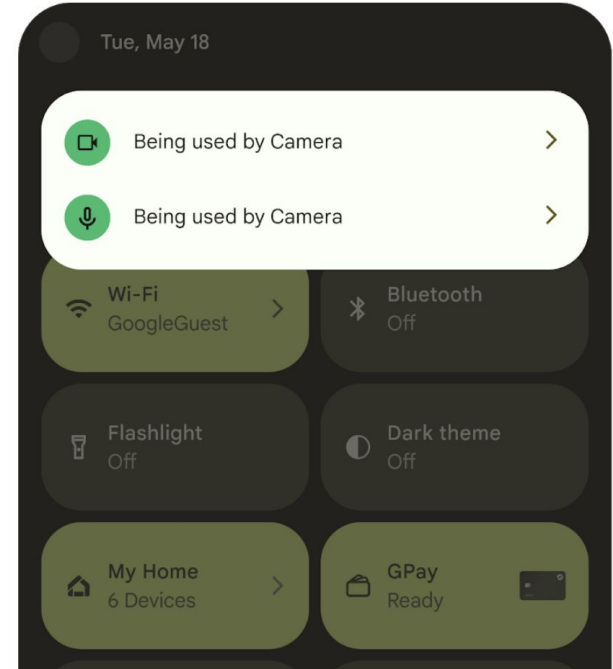 Tue, May 18
Being used by Camera
Being used by Camera
Wi-Fi
GoogleGuest
Bluetooth
Off
Flashlight
Off
Dark theme
Off
My Home
6 Devices
GPay
Ready